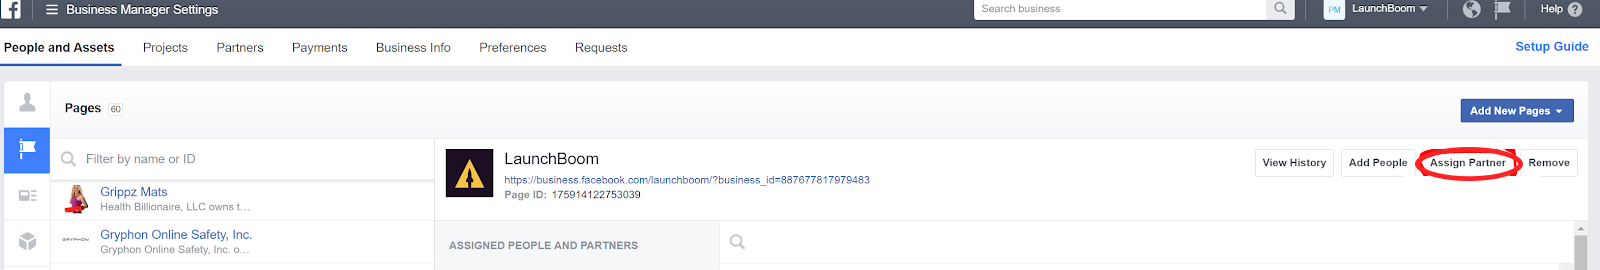 Business Manager Settings
Search business
PM
LaunchBoom
Help ?
People and Assets
Projects
Partners
Payments
Business Info
Preferences
Requests
Setup Guide
Pages 60
Add New Pages
Filter by name or ID
Grippz Mats
Health Billionaire, LLC owns t…
GRYPHON
Gryphon Online Safety, Inc.
Gryphon Online Safety, Inc. o…
LaunchBoom
https://business.facebook.com/launchboom/?business_id=887677817979483
Page ID: 175914122753039
View History
Add People
Assign Partner
Remove
ASSIGNED PEOPLE AND PARTNERS